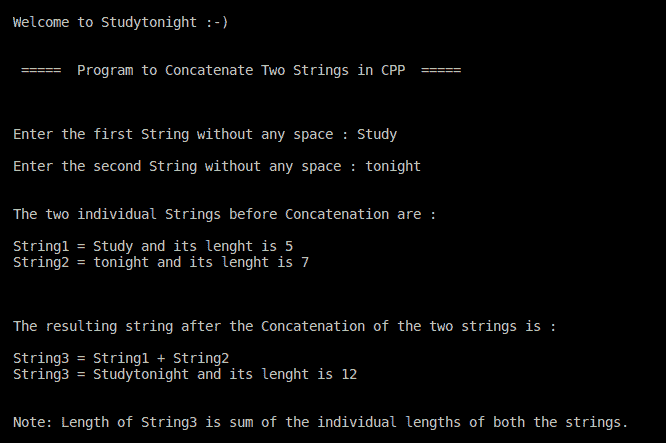 Welcome to Studytonight :-)
===== Program to Concatenate Two Strings in CPP =====
Enter the first String without any space : Study
Enter the second String without any space : tonight
The two individual Strings before Concatenation are :
String1 = Study and its lenght is 5
String2 = tonight and its lenght is 7
The resulting string after the Concatenation of the two strings is :
String3 = String1 + String2
String3 = Studytonight and its lenght is 12
Note: Length of String3 is sum of the individual lengths of both the strings.